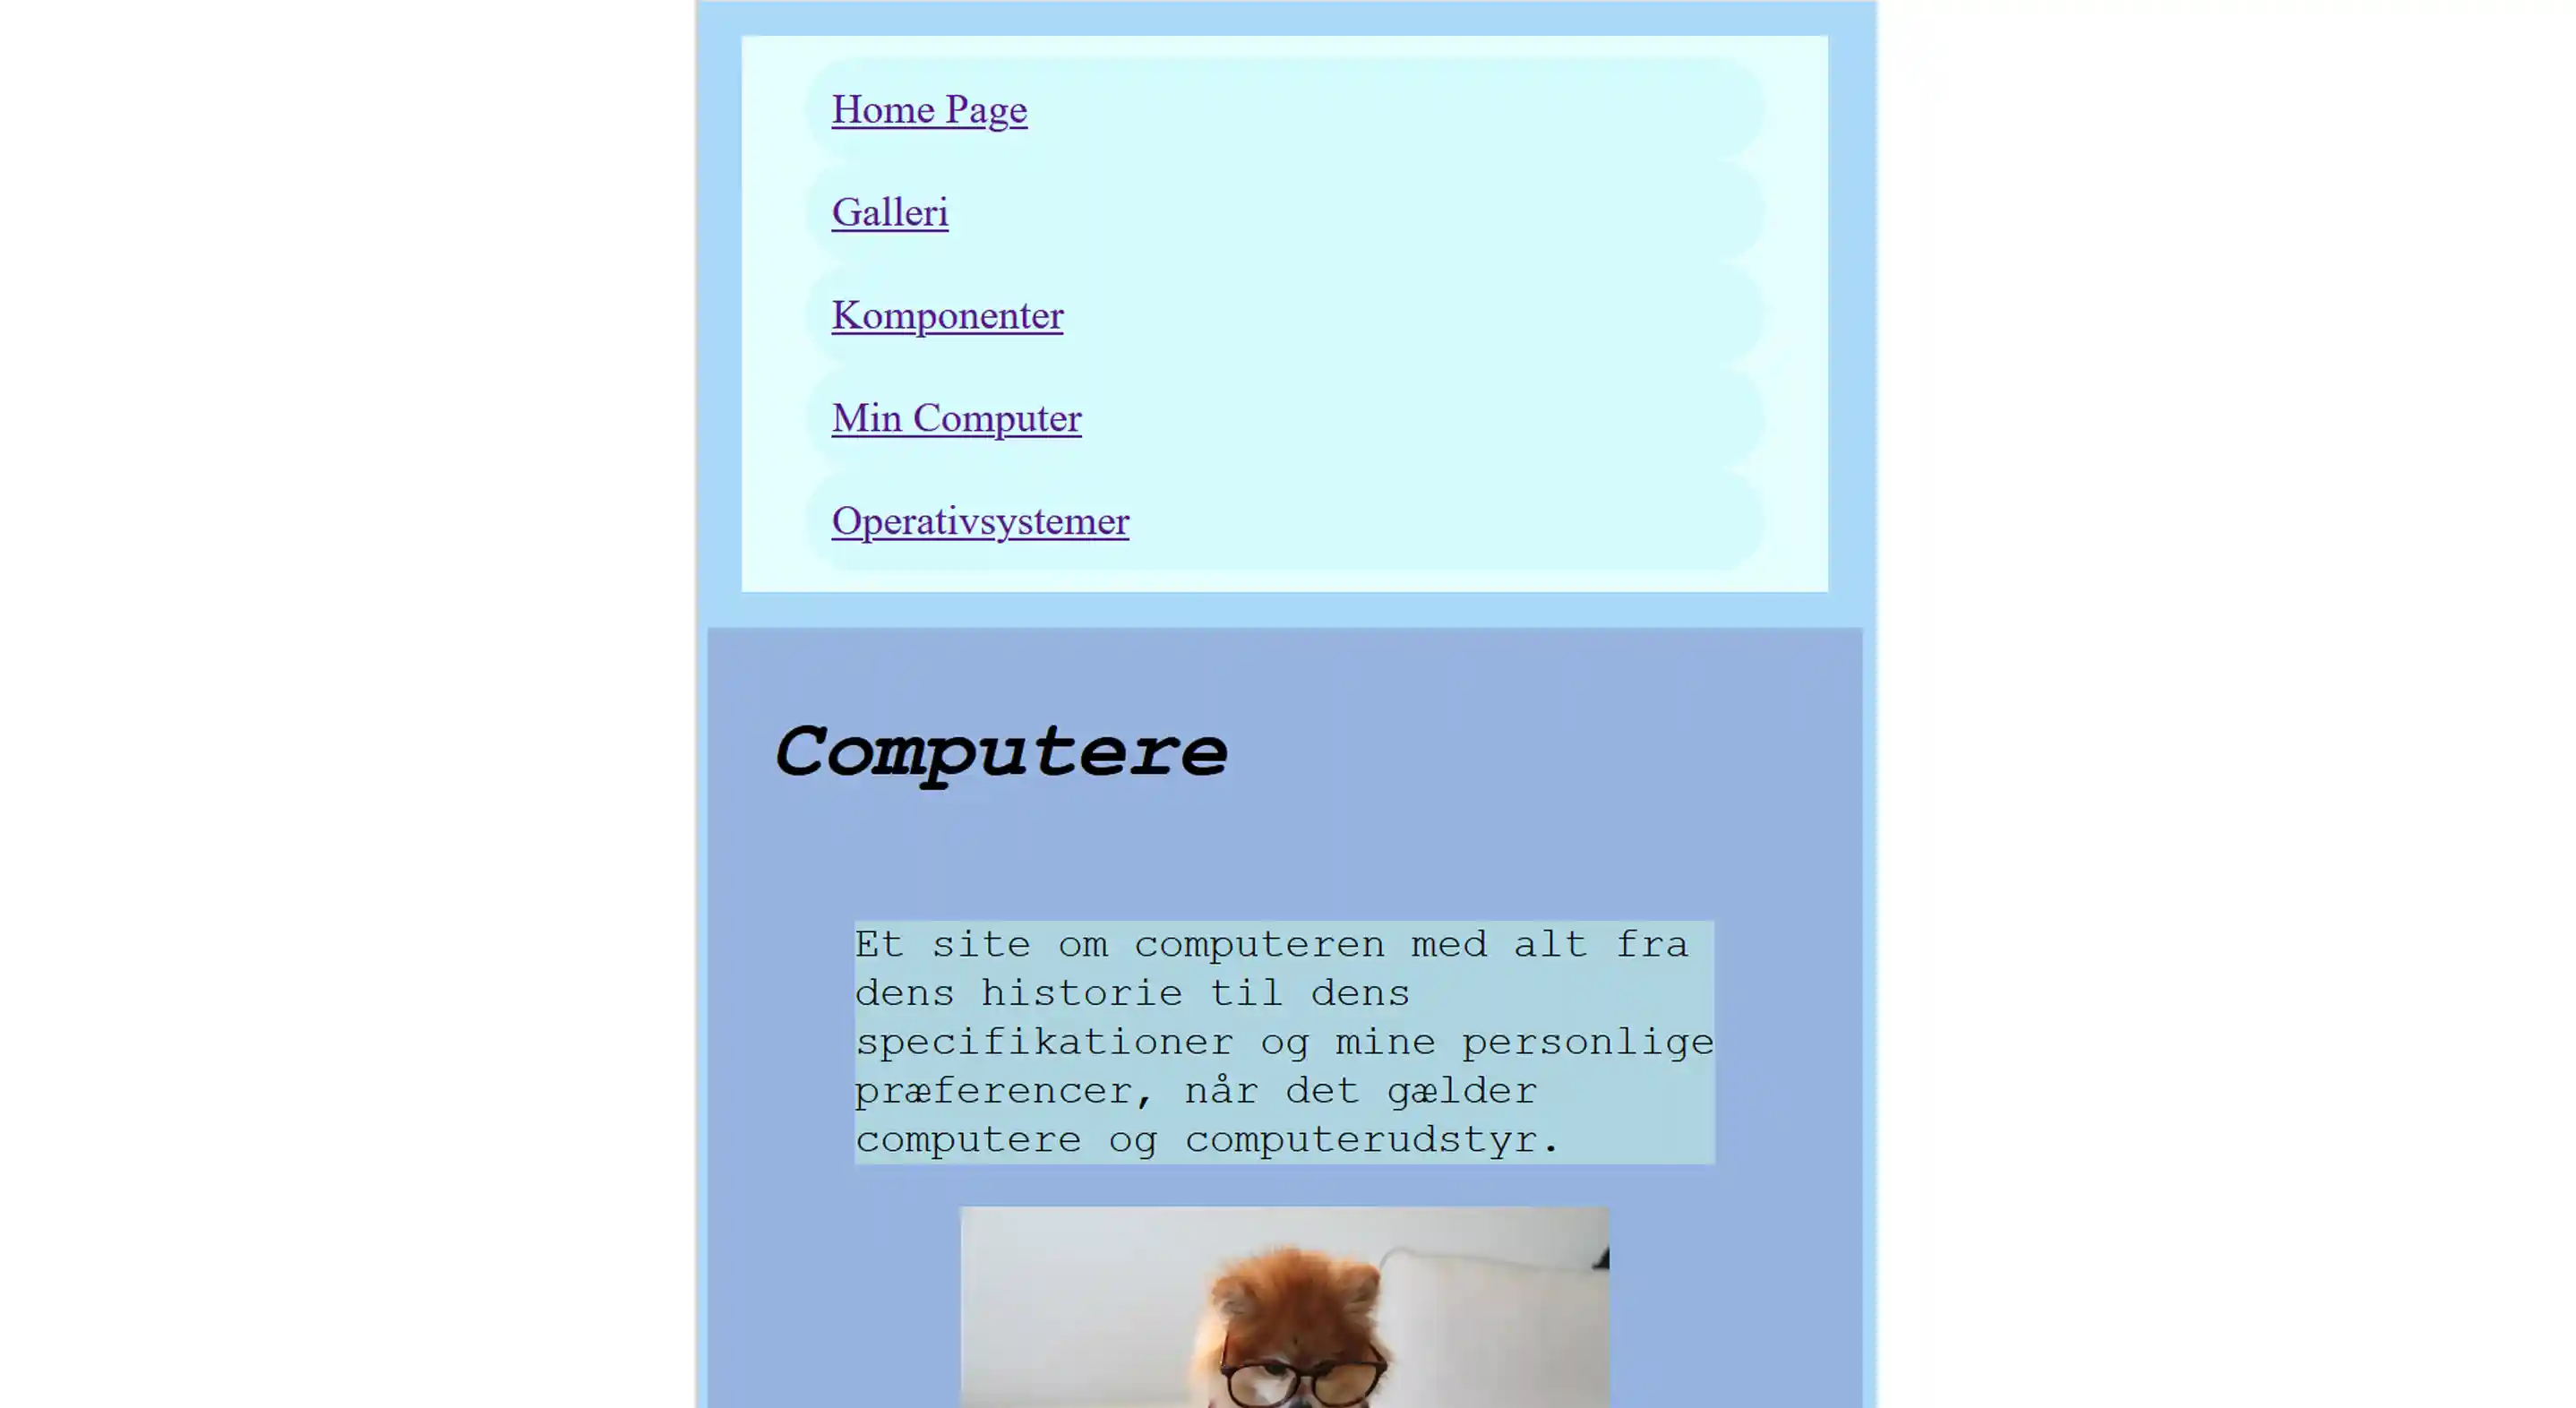 Home Page
Galleri
Komponenter
Min Computer
Operativsystemer
Computere
Et site om computeren med alt fra
dens historie til dens
specifikationer og mine personlige
præferencer, når det gælder
computere og computerudstyr.